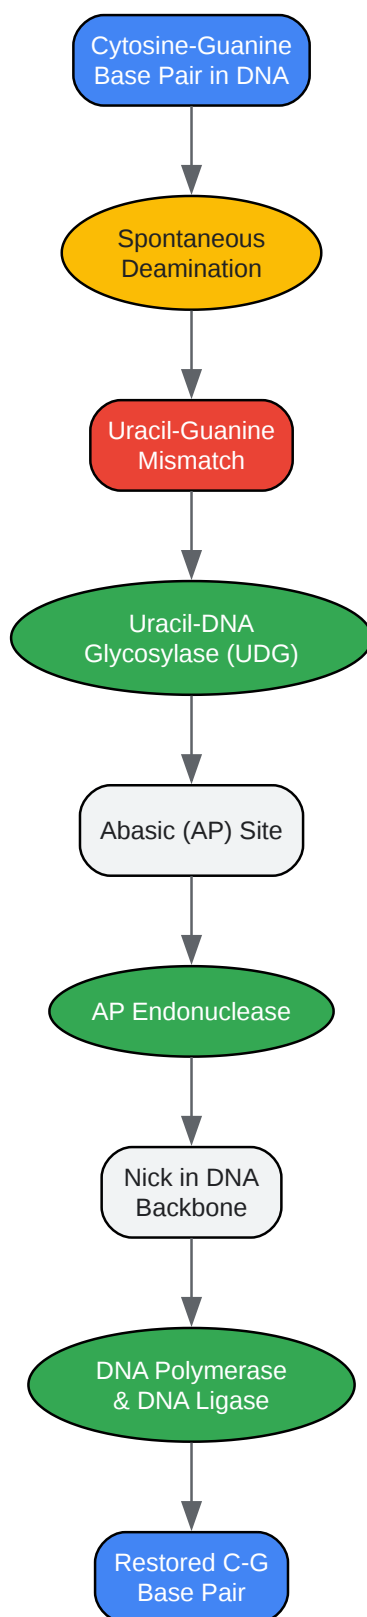 Cytosine-Guanine
Base Pair in DNA
Spontaneous
Deamination
Uracil-Guanine
Mismatch
Uracil-DNA
Glycosylase (UDG)
Abasic (AP) Site
AP Endonuclease
Nick in DNA
Backbone
DNA Polymerase
& DNA Ligase
Restored C-G
Base Pair